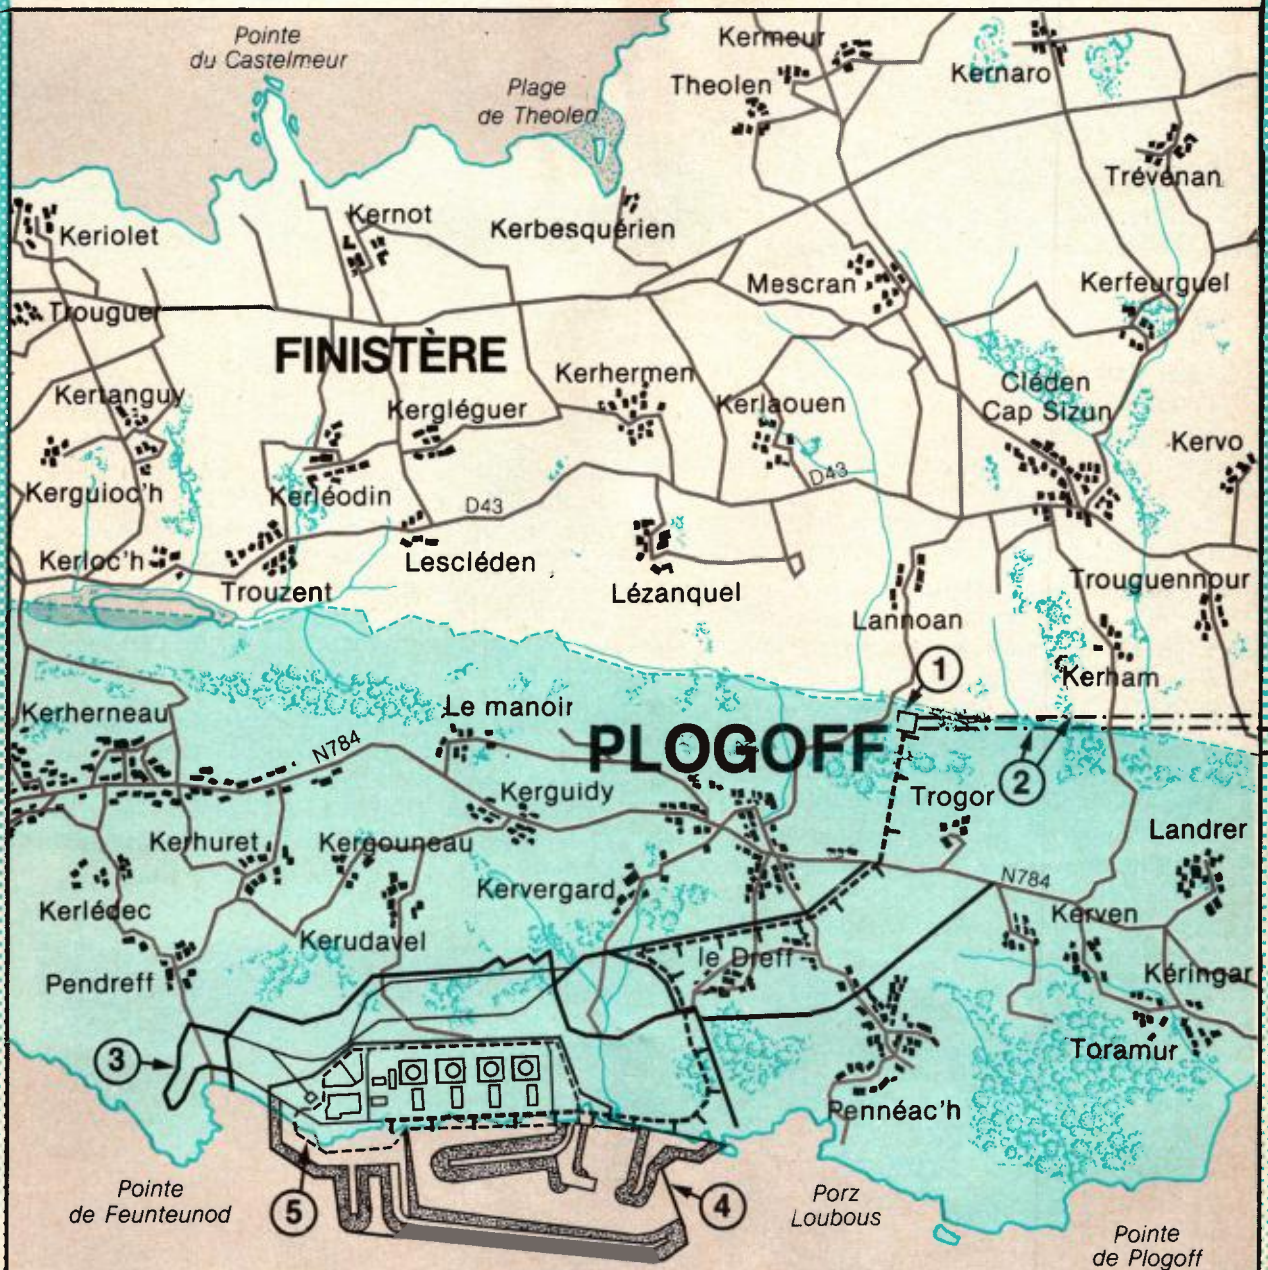 Pointe
du Castelmeur
Plage
de Theolen
Kermeur
Theolen
Kernaro
Trévénan
Keriolet
Kernot
Kerbesquérien
Mescran
Kerfeurguel
Trouguer
FINISTÈRE
Kerhermen
Kertanguy
Kergléguer
Kerlaouen
Cléden
Cap Sizun
Kervo
Kerguioc'h
Kerléodin
D43
D43
Kerloc'h
Trouzent
Lescléden
Lézanquel
Lannoan
Trouguennour
1
Kerham
Kerherneau
Le manoir
N784
PLOGOFF
2
Kerguidy
Trogor
Landrer
Kerhuret
Kergouneau
Kervergard
N784
Kerlédec
Kerven
Kerudavel
le Dreff
Pendreff
Kéringar
3
Toramur
Pennéac'h
Pointe
de Feunteunod
5
4
Porz
Loubous
Pointe
de Plogoff